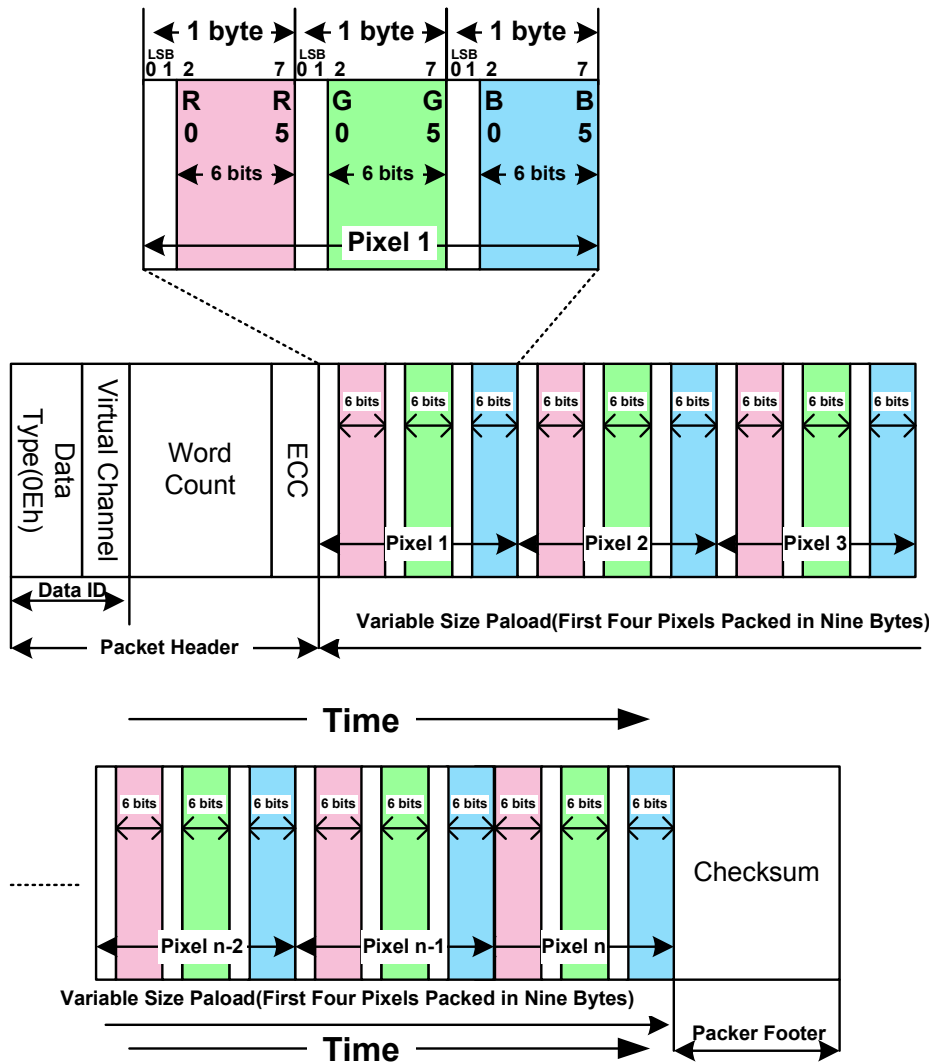 1 byte 1 byte 1 byte
LSB LSB LSB
0 1 2 7 0 1 2 7 0 1 2 7
R R G G B B
0 5 0 5 0 5
6 bits 6 bits 6 bits
Pixel 1
Data Type(0Eh)
Virtual Channel
Word Count
ECC
6 bits 6 bits 6 bits 6 bits 6 bits 6 bits 6 bits 6 bits 6 bits
Pixel 1 Pixel 2 Pixel 3
Data ID
Variable Size Paload(First Four Pixels Packed in Nine Bytes)
Packet Header
Time
6 bits 6 bits 6 bits 6 bits 6 bits 6 bits 6 bits 6 bits 6 bits
Checksum
Pixel n-2 Pixel n-1 Pixel n
Variable Size Paload(First Four Pixels Packed in Nine Bytes)
Packer Footer
Time